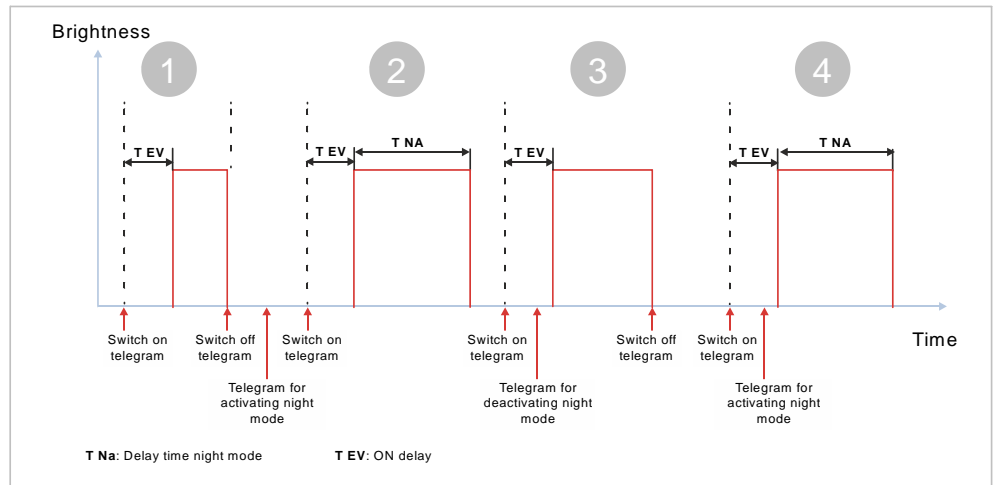 Brightness
1
2
3
4
T EV
T EV
T NA
T EV
T EV
T NA
Time
Switch on
telegram
Switch off
telegram
Switch on
telegram
Switch on
telegram
Switch off
telegram
Switch on
telegram
Telegram for
activating night
mode
Telegram for
deactivating night
mode
Telegram for
activating night
mode
T Na: Delay time night mode
T EV: ON delay